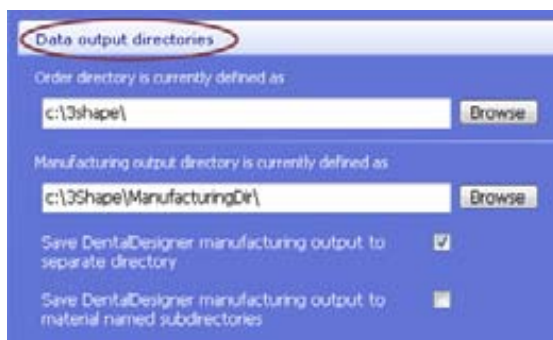 Data output directories
Order directory is currently defined as
c:\3shape\ Browse
Manufacturing output directory is currently defined as
c:\3Shape\ManufacturingDir\ Browse
Save DentalDesigner manufacturing output to
separate directory
Save DentalDesigner manufacturing output to
material named subdirectories